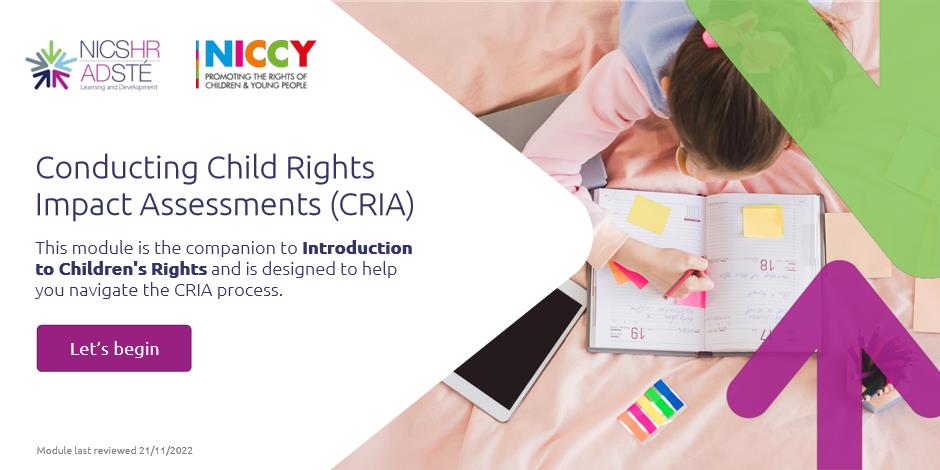 NICSHR
ADSTÉ
Learning and Development
NICCY
PROMOTING THE RIGHTS OF
CHILDREN & YOUNG PEOPLE
Conducting Child Rights
Impact Assessments (CRIA)
This module is the companion to Introduction
to Children's Rights and is designed to help
you navigate the CRIA process.
Let's begin
Module last reviewed 21/11/2022
18
19
17